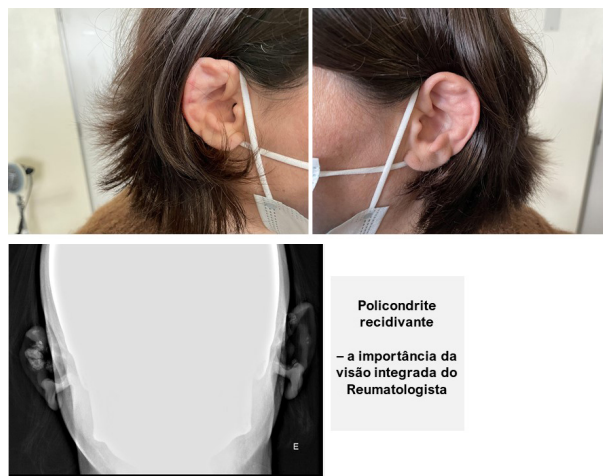 E
Policondrite
recidivante
– a importância da
visão integrada do
Reumatologista